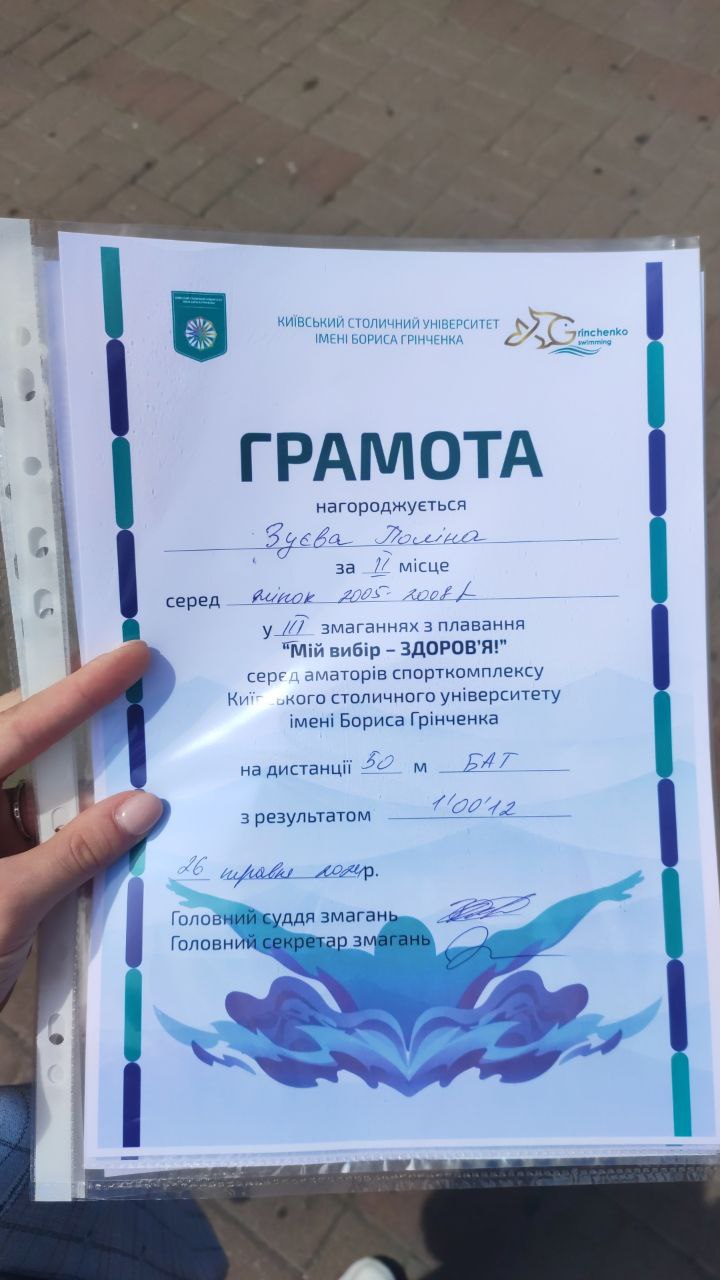 КИЇВСЬКИЙ СТОЛИЧНИЙ УНІВЕРСИТЕТ
ІМЕНІ БОРИСА ГРІНЧЕНКА
Grinchenko
swimming
ГРАМОТА
нагороджується
Зуєва Поліна
за II місце
серед жінок 2005-2008
у III змаганнях з плавання
“Мій вибір – ЗДОРОВ’Я!”
серед аматорів спорткомплексу
Київського столичного університету
імені Бориса Грінченка
на дистанції 50 м БАТ
з результатом 1'00'12
26 травня 2024р.
Головний суддя змагань
Головний секретар змагань